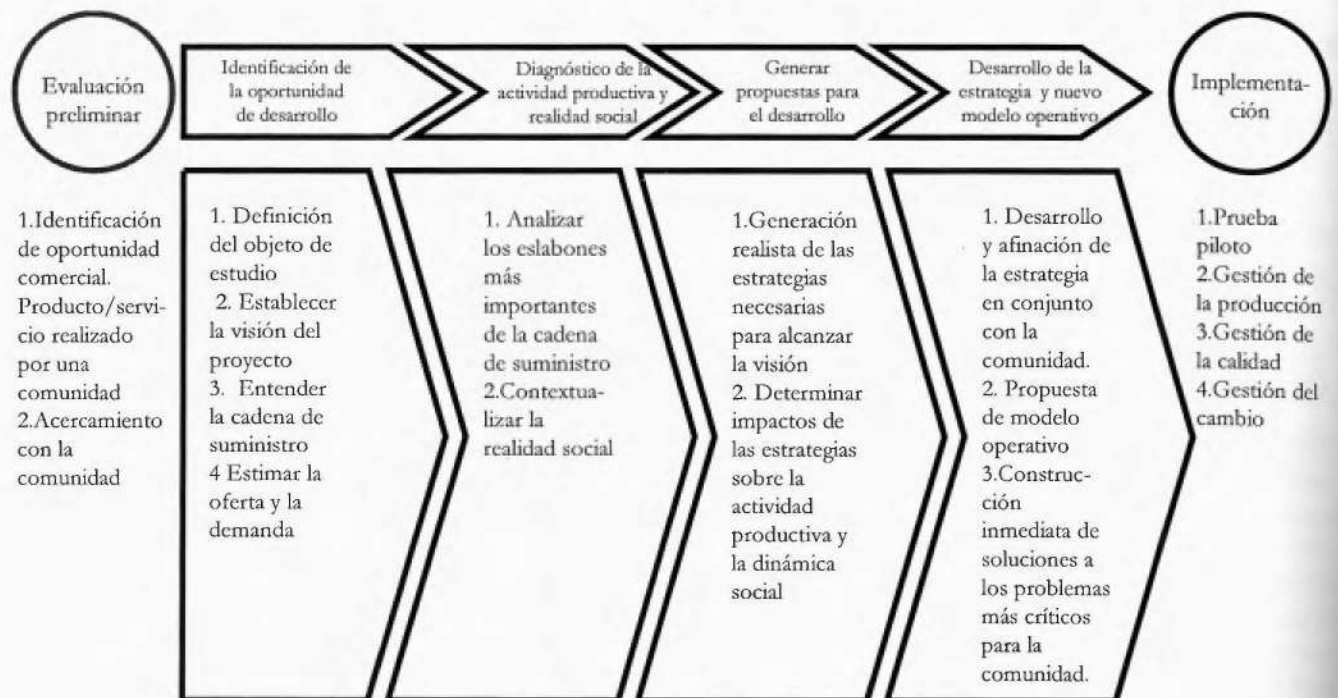 Evaluación
preliminar
Identificación de
la oportunidad
de desarrollo
Diagnóstico de la
actividad productiva y
realidad social
Generar
propuestas para
el desarrollo
Desarrollo de la
estrategia y nuevo
modelo operativo
Implementa-
ción
1.Identificación
de oportunidad
comercial.
Producto/servi-
cio realizado
por una
comunidad
2.Acercamiento
con la
comunidad
1. Definición
del objeto de
estudio
2. Establecer
la visión del
proyecto
3. Entender
la cadena de
suministro
4 Estimar la
oferta y la
demanda
1. Analizar
los eslabones
más
importantes
de la cadena
de suministro
2.Contextua-
lizar la
realidad social
1.Generación
realista de las
estrategias
necesarias
para alcanzar
la visión
2. Determinar
impactos de
las estrategias
sobre la
actividad
productiva y
la dinámica
social
1. Desarrollo
y afinación de
la estrategia
en conjunto
con la
comunidad.
2. Propuesta
de modelo
operativo
3.Construc-
ción
inmediata de
soluciones a
los problemas
más críticos
para la
comunidad.
1.Prueba
piloto
2.Gestión de
la producción
3.Gestión de
la calidad
4.Gestión del
cambio